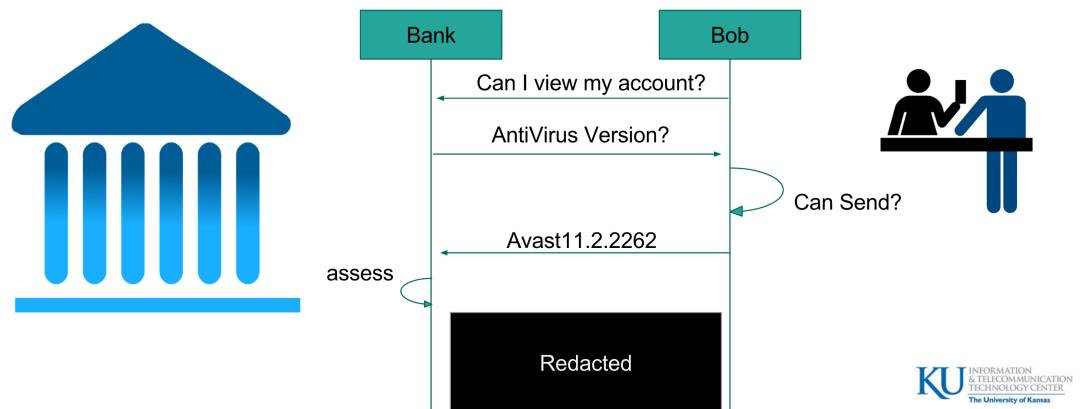 Bank
Bob
Can I view my account?
AntiVirus Version?
Can Send?
Avast11.2.2262
assess
Redacted
KU
INFORMATION
& TELECOMMUNICATION
TECHNOLOGY CENTER
The University of Kansas